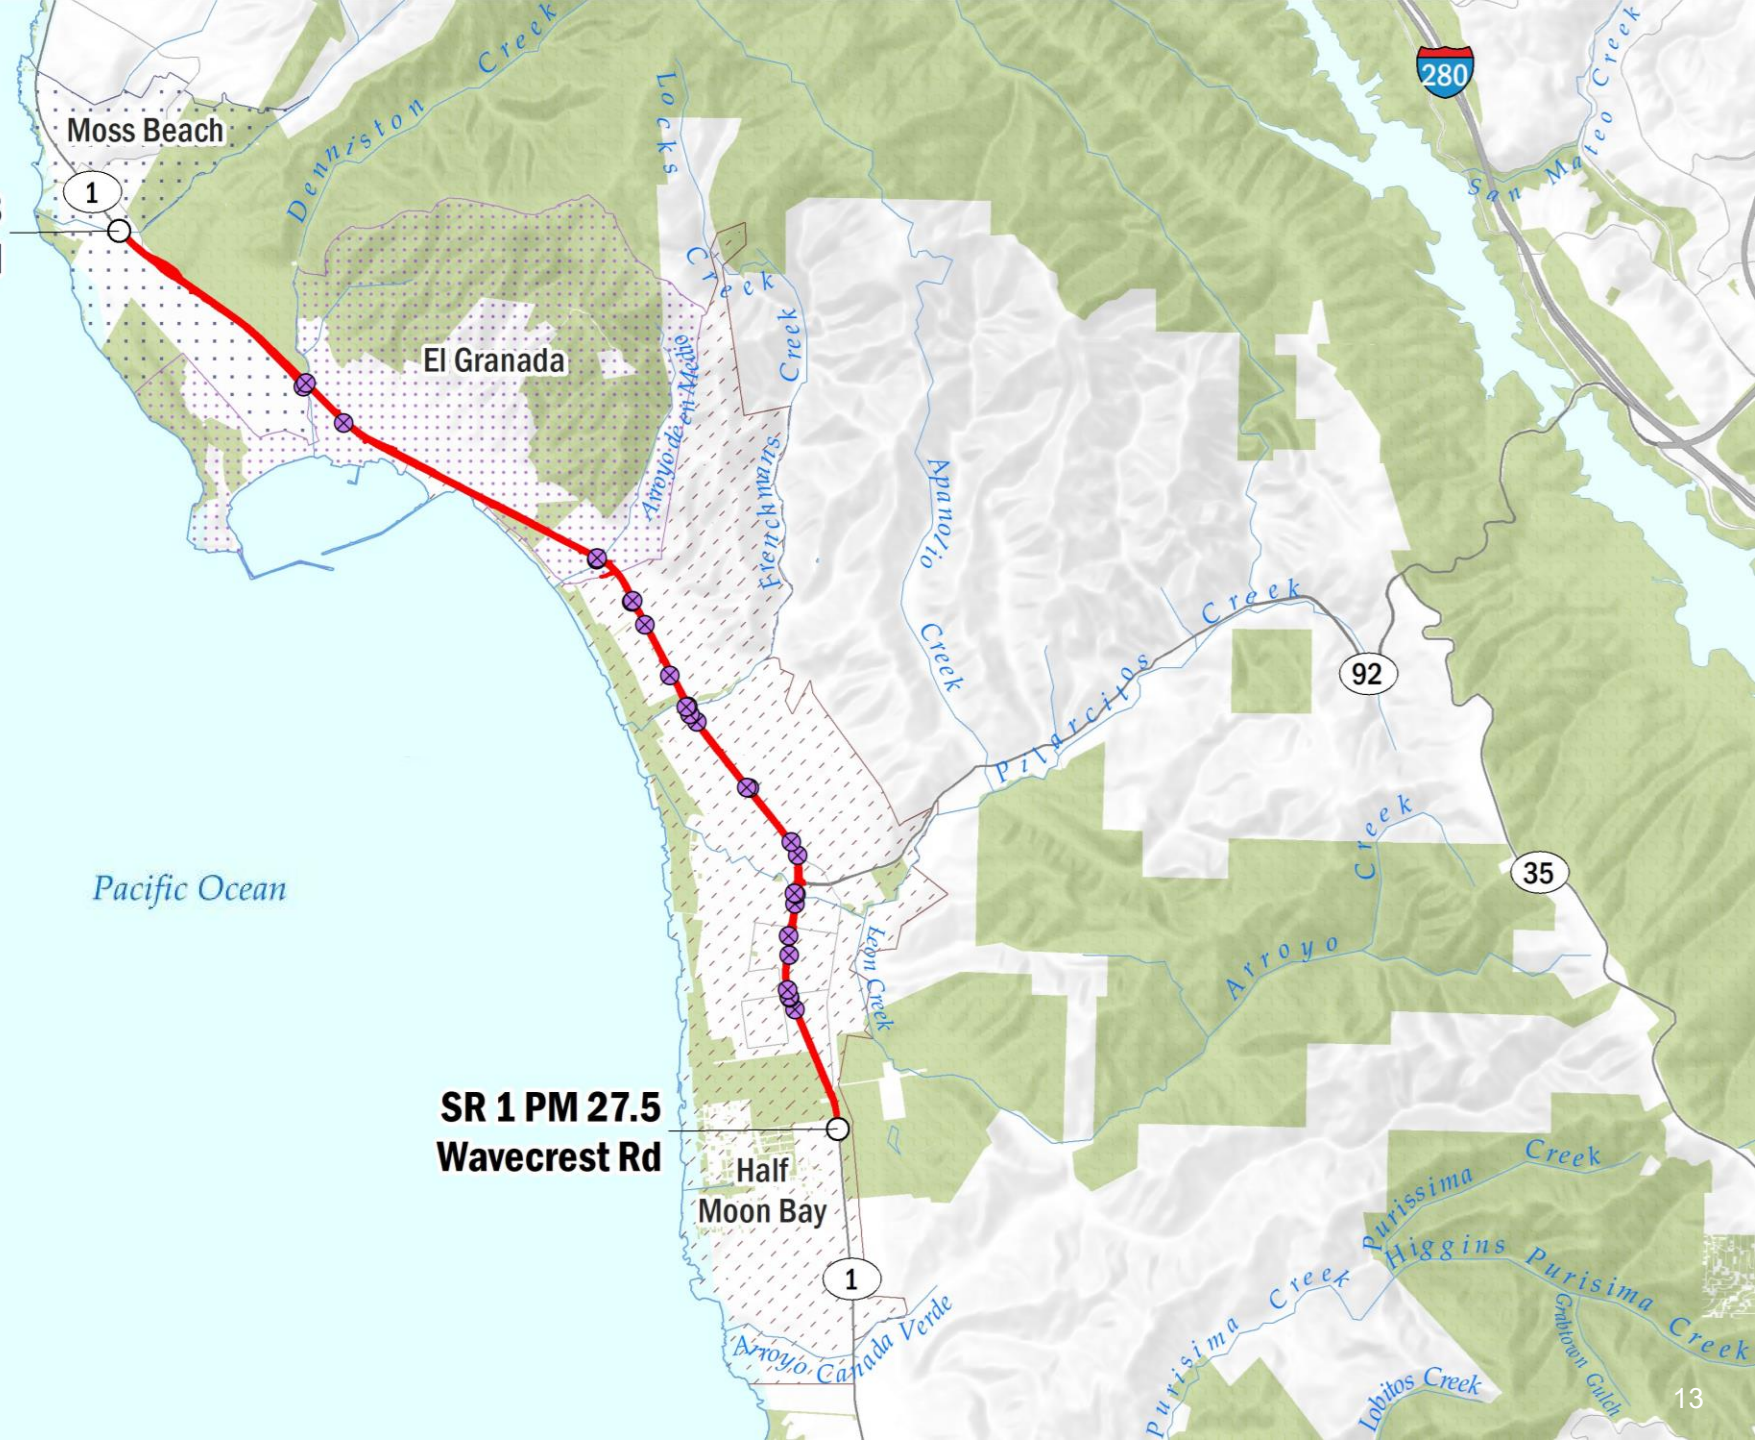 Creek
Denniston
280
San Mateo Creek
Moss Beach
1
Locks
Creek
El Granada
Arroyo de en Medio
Frenchmans
Creek
Apanolio
Creek
Pilarcitos
Creek
92
Pacific Ocean
Creek
Arroyo
35
Leon Creek
SR 1 PM 27.5
Wavecrest Rd
Half
Moon Bay
1
Arroyo Canada Verde
Purissima
Creek
Higgins Purisima Creek
Purisima Creek
Grabtown Gulch
Lobitos Creek
13